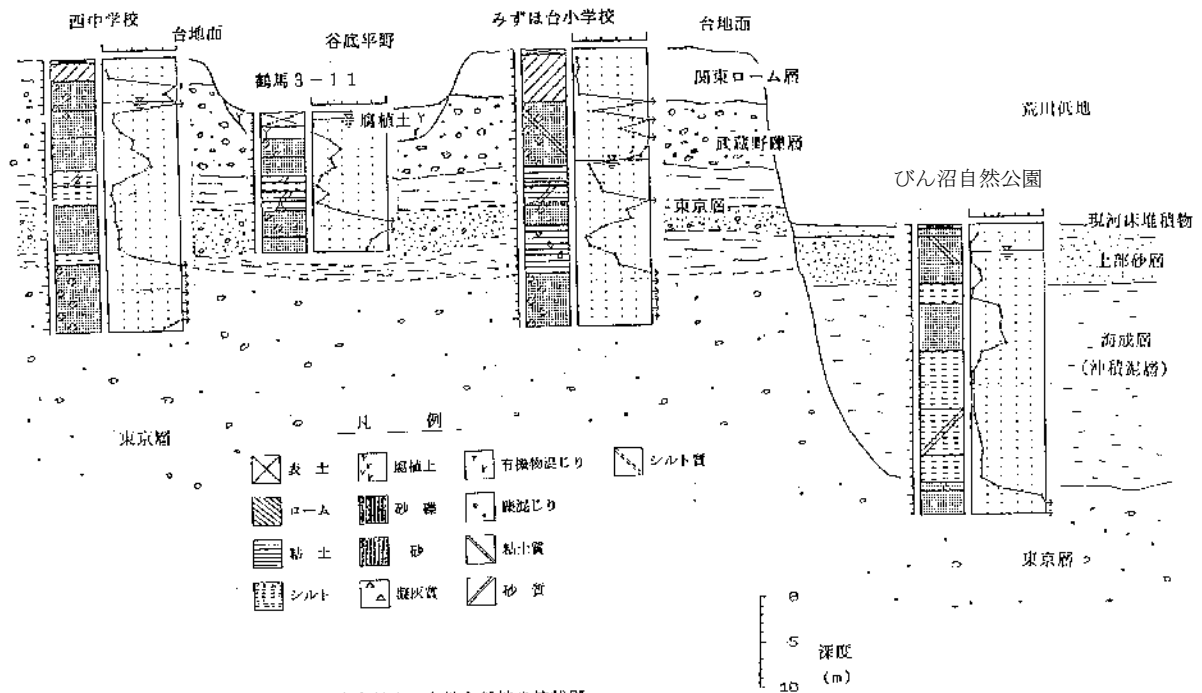 西中学校
台地面
谷底平野
みずほ台小学校
台地面
鶴馬3-11
腐植土
関東ローム層
武蔵野礫層
東京層
荒川低地
びん沼自然公園
現河床堆積物
上部砂層
海成層
(沖積泥層)
東京層
東京層
凡 例
表土
腐植土
有機物混じり
シルト質
ローム
砂礫
礫混じり
粘土
砂
粘土質
シルト
凝灰質
砂質
0
5
10
深度
(m)